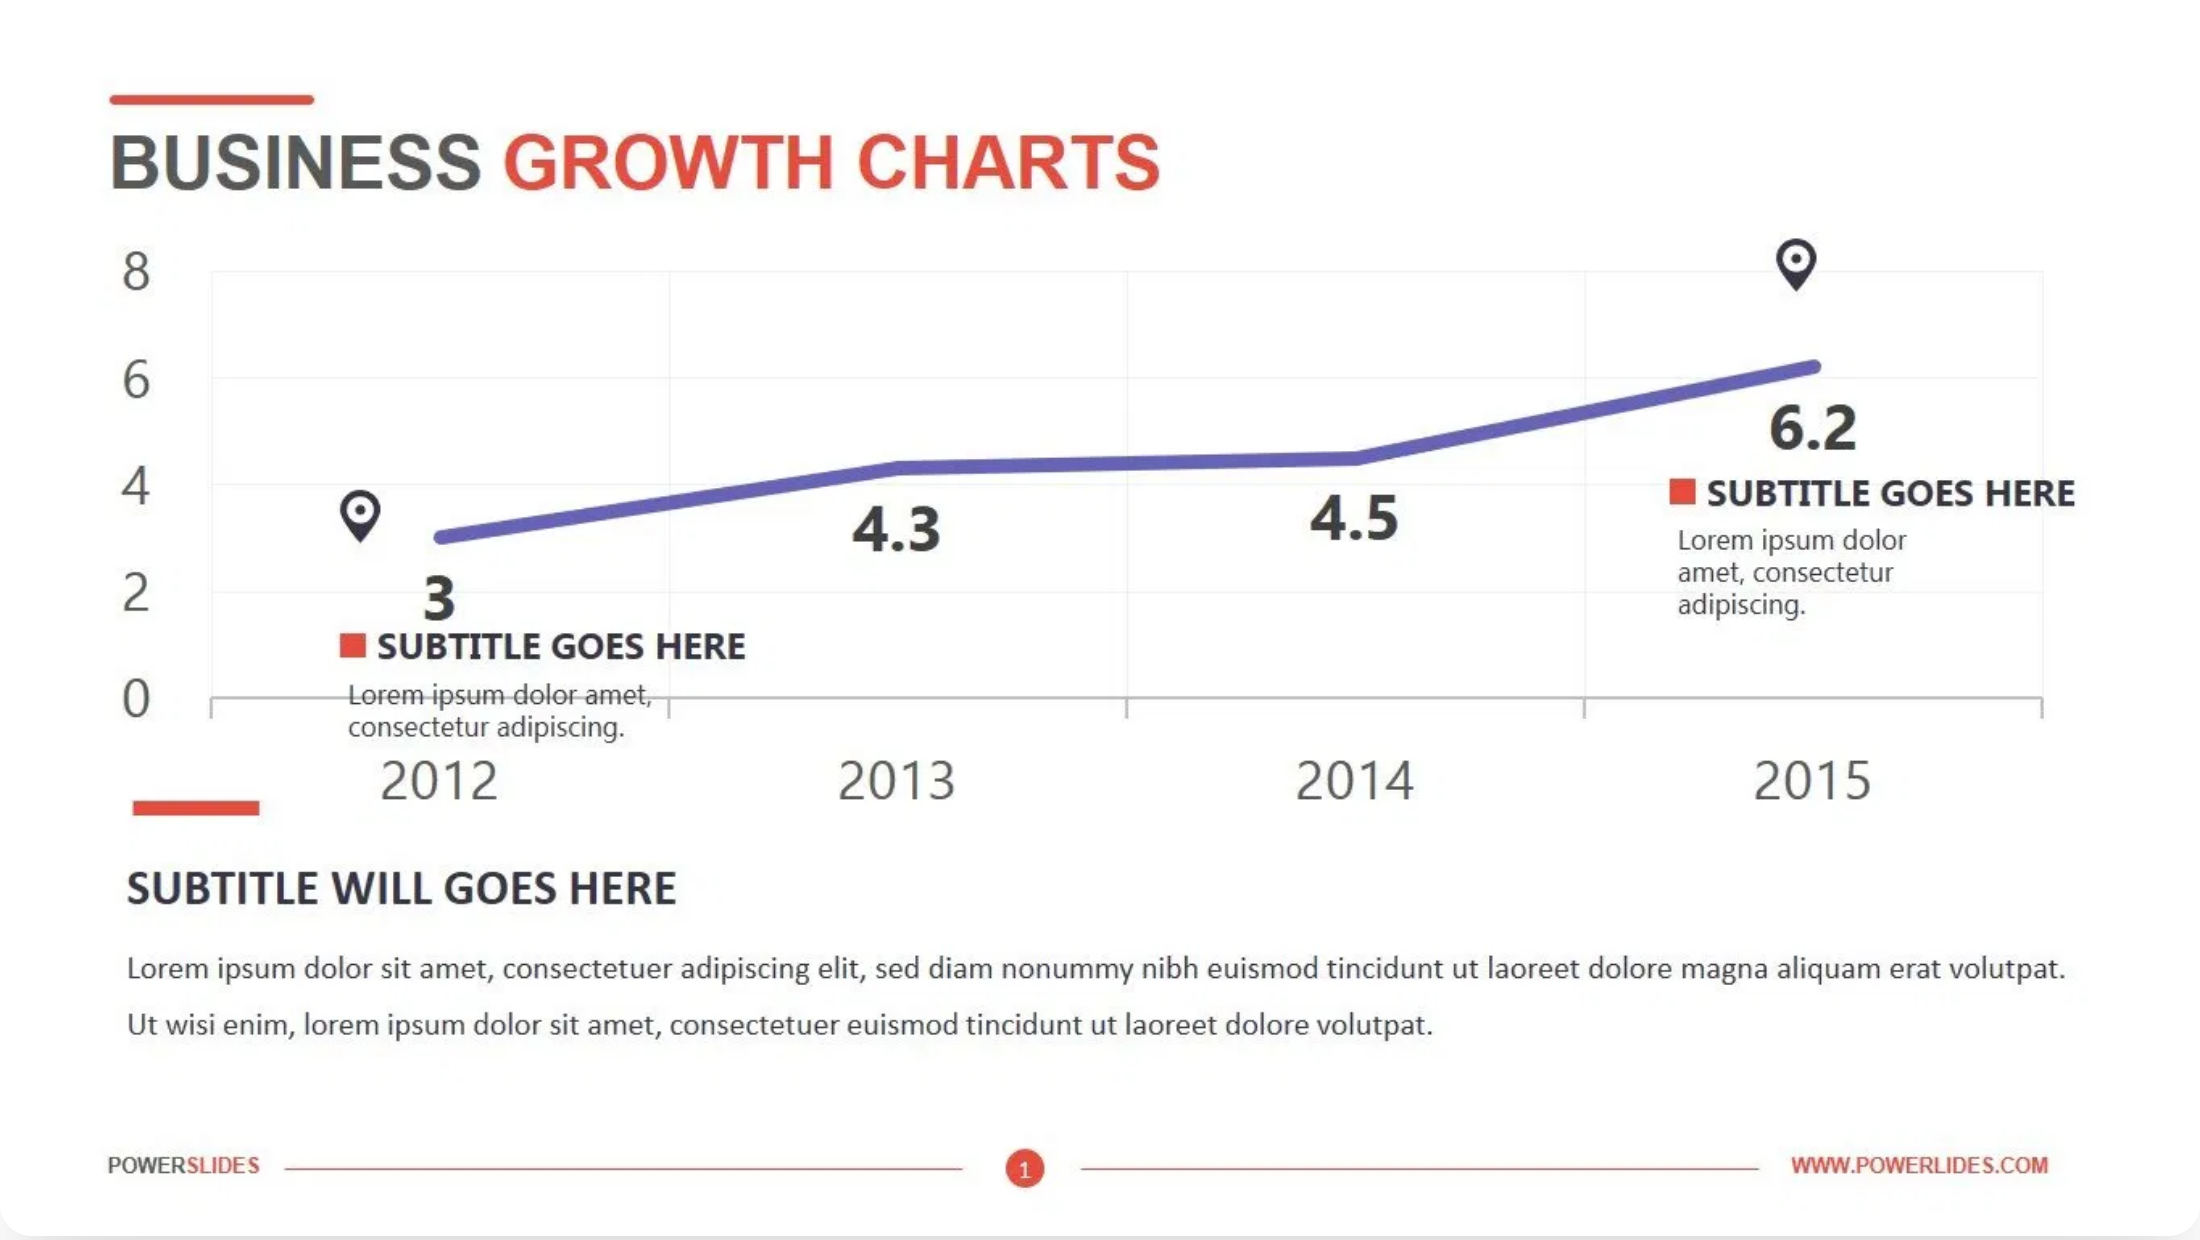 BUSINESS GROWTH CHARTS
8
6
4
2
0
3
4.3
4.5
6.2
SUBTITLE GOES HERE
Lorem ipsum dolor amet,
consectetur adipiscing.
SUBTITLE GOES HERE
Lorem ipsum dolor
amet, consectetur
adipiscing.
2012 2013 2014 2015
SUBTITLE WILL GOES HERE
Lorem ipsum dolor sit amet, consectetuer adipiscing elit, sed diam nonummy nibh euismod tincidunt ut laoreet dolore magna aliquam erat volutpat.
Ut wisi enim, lorem ipsum dolor sit amet, consectetuer euismod tincidunt ut laoreet dolore volutpat.
POWERSLIDES 1 WWW.POWERLIDES.COM